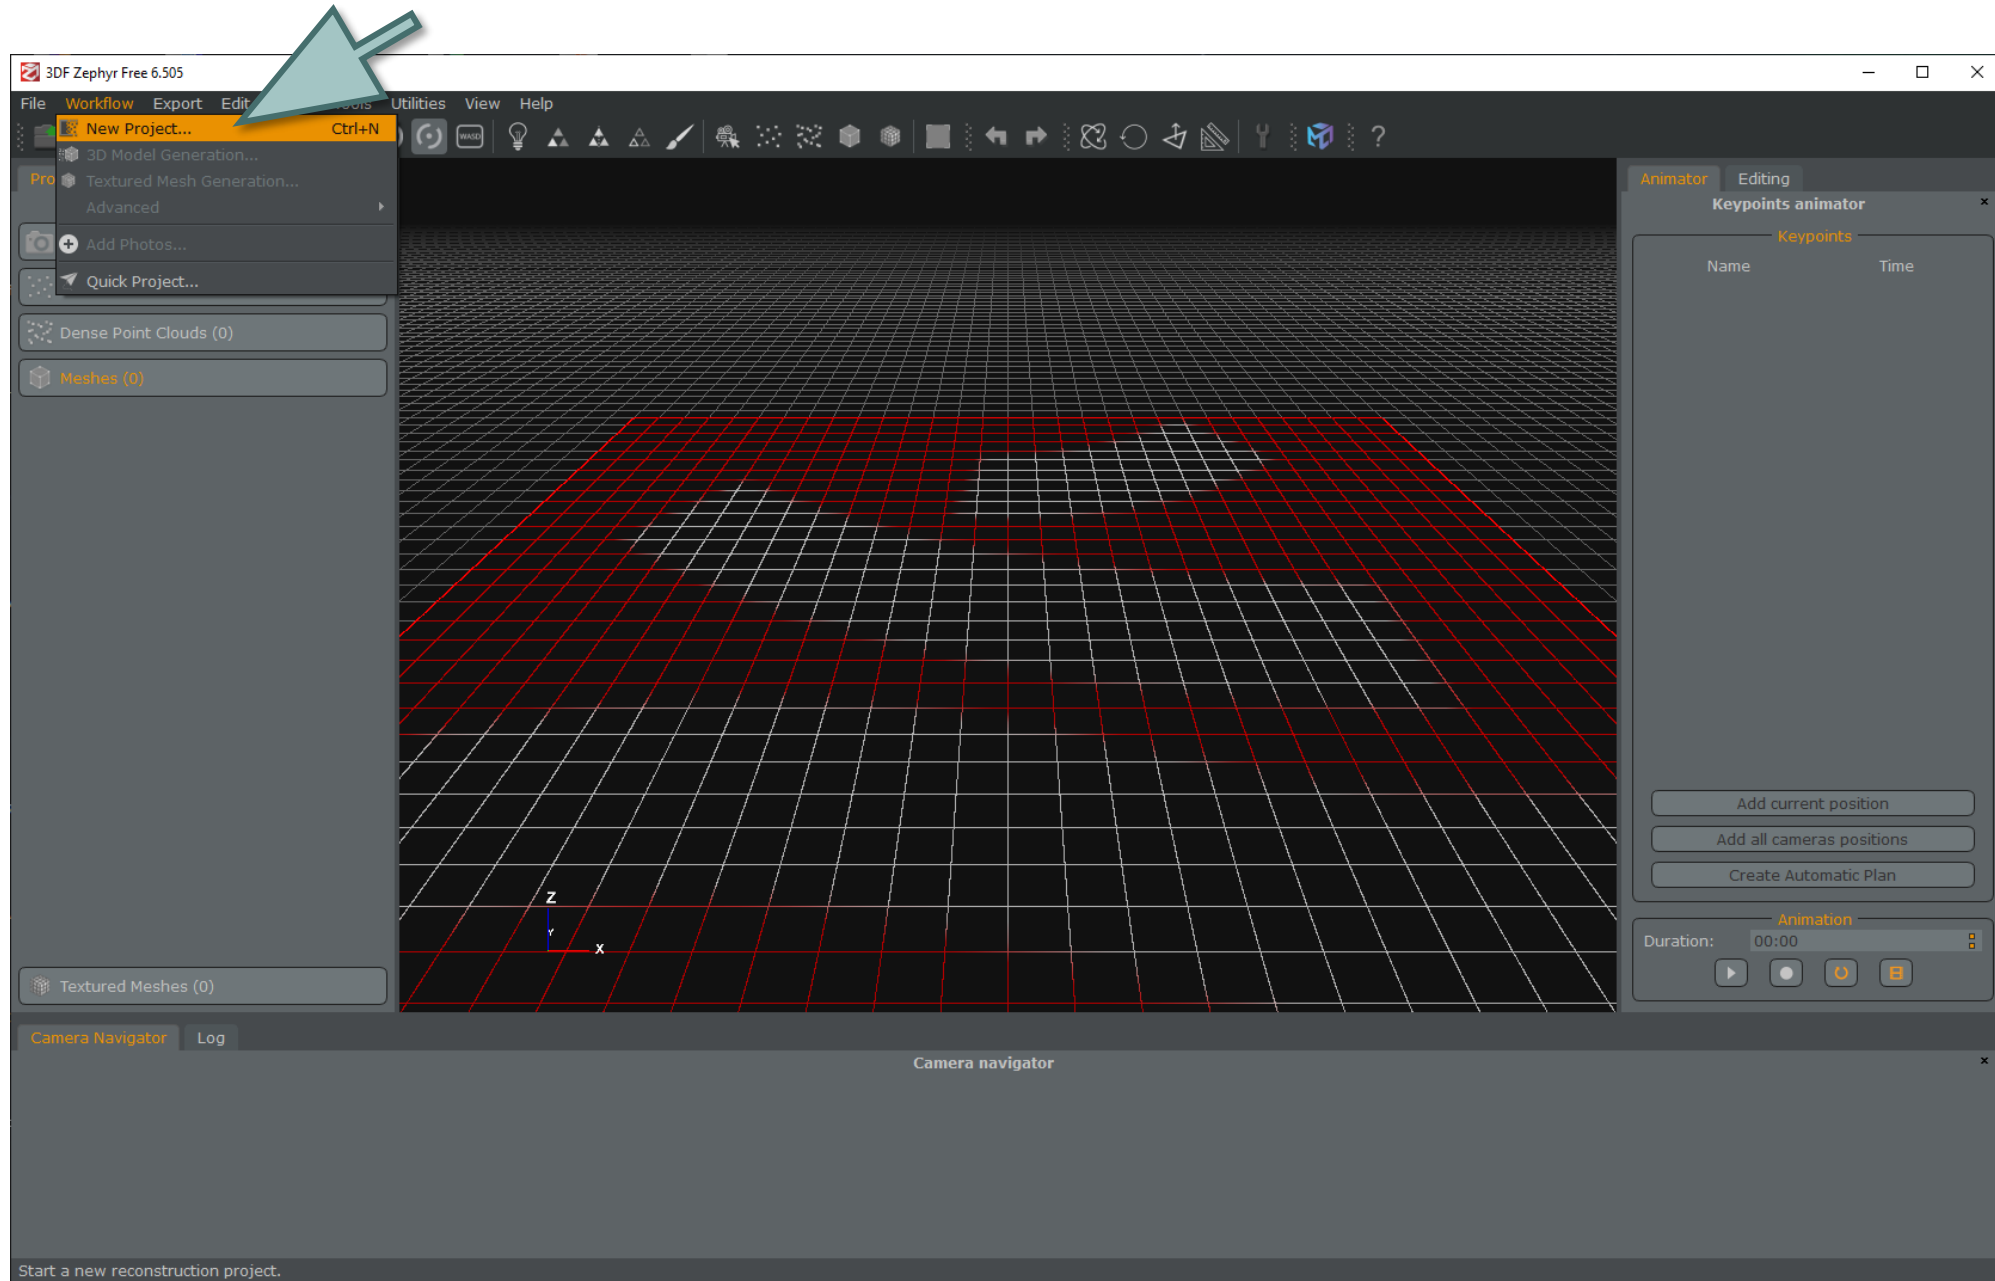 3DF Zephyr Free 6.505
File Workflow Export Edit Utilities View Help
New Project... Ctrl+N
WASD
?
3D Model Generation...
Textured Mesh Generation...
Advanced
Add Photos...
Quick Project...
Dense Point Clouds (0)
Meshes (0)
Textured Meshes (0)
Z
Y
X
Animator Editing
Keypoints animator
Keypoints
Name Time
Add current position
Add all cameras positions
Create Automatic Plan
Animation
Duration: 00:00
Camera Navigator Log
Camera navigator
Start a new reconstruction project.